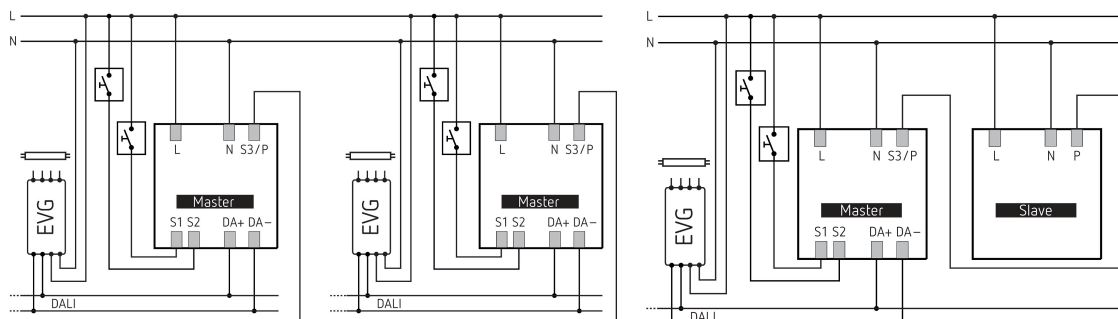 L
N
L N S3/P
L N S3/P
Master
Master
EVG
EVG
S1 S2 DA+ DA−
S1 S2 DA+ DA−
DALI
DALI
L
N
L N S3/P
L N P
Master
Slave
EVG
S1 S2 DA+ DA−
DALI